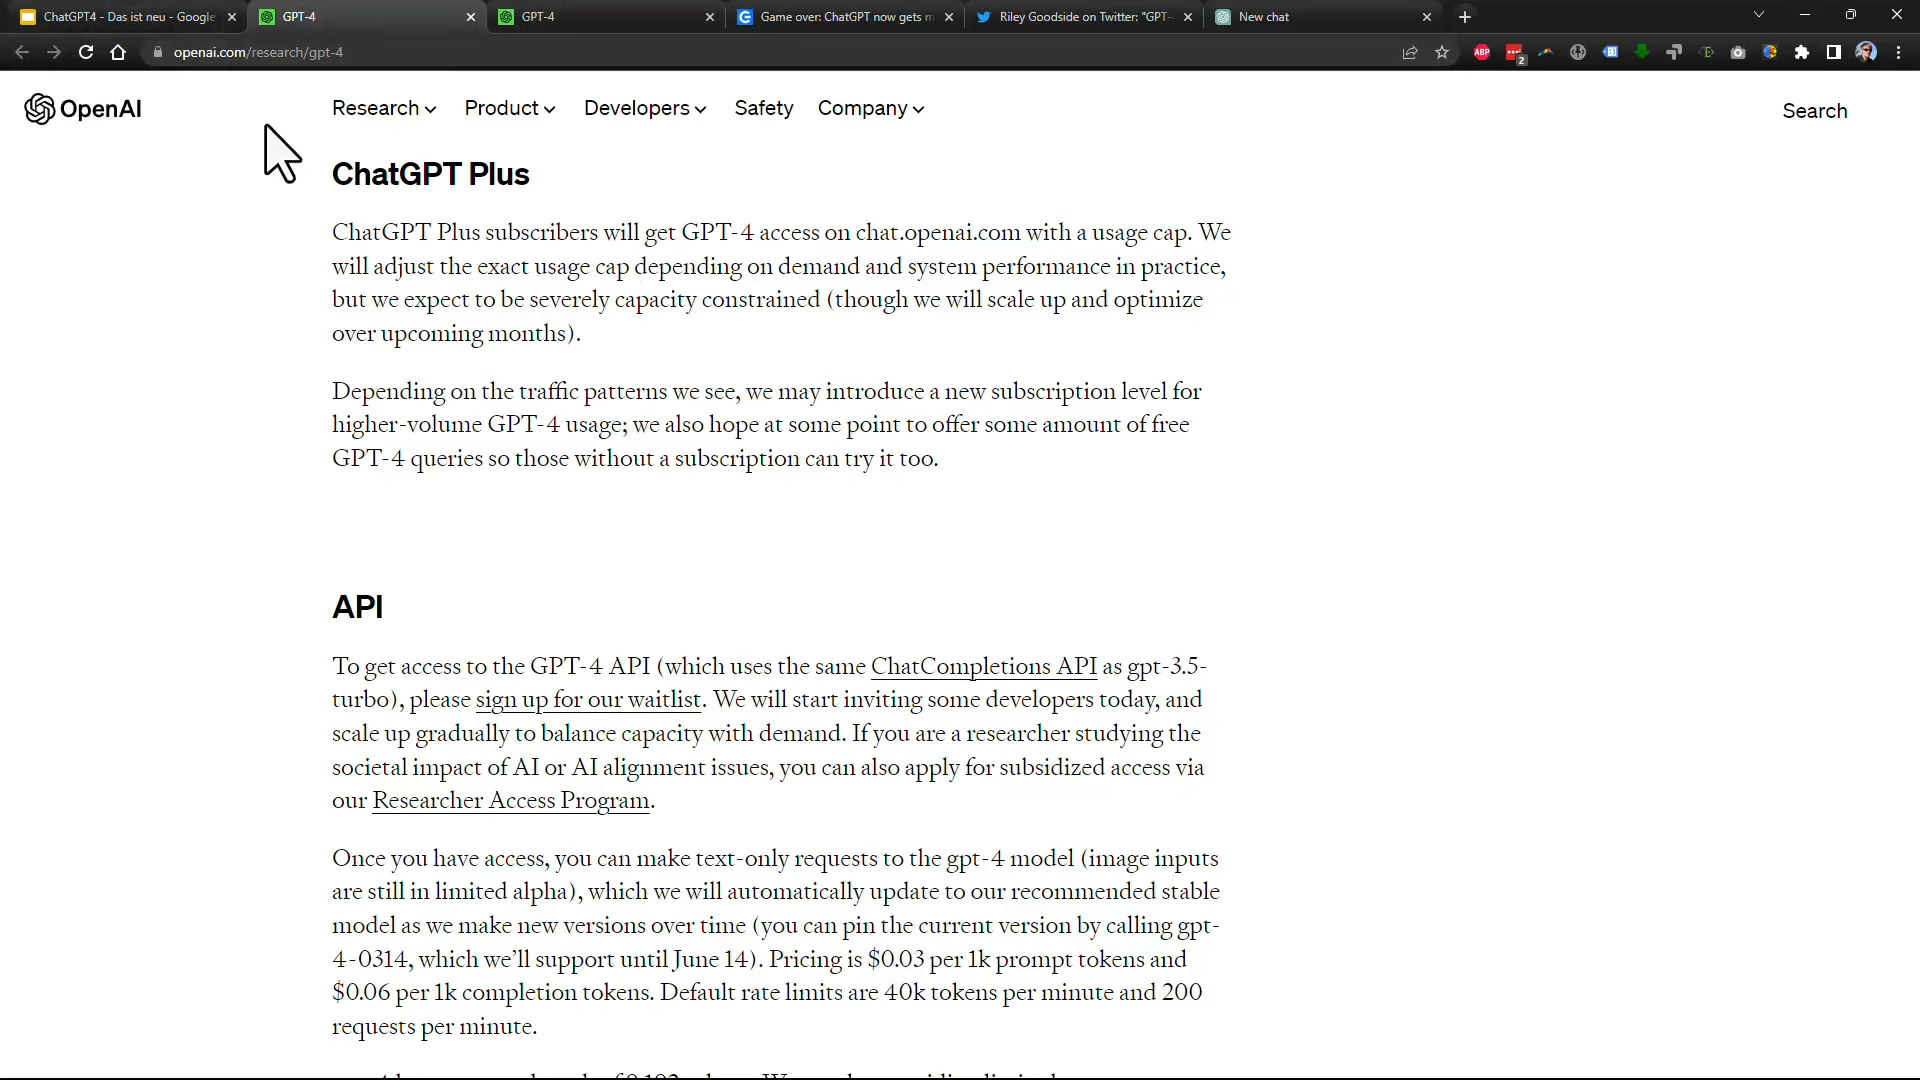 ChatGPT4 - Das ist neu - Google
GPT-4
GPT-4
Game over: ChatGPT now gets m
Riley Goodside on Twitter: "GPT-
New chat
openai.com/research/gpt-4
ABP
2
OpenAI
Research
Product
Developers
Safety
Company
Search
ChatGPT Plus
ChatGPT Plus subscribers will get GPT-4 access on chat.openai.com with a usage cap. We
will adjust the exact usage cap depending on demand and system performance in practice,
but we expect to be severely capacity constrained (though we will scale up and optimize
over upcoming months).
Depending on the traffic patterns we see, we may introduce a new subscription level for
higher-volume GPT-4 usage; we also hope at some point to offer some amount of free
GPT-4 queries so those without a subscription can try it too.
API
To get access to the GPT-4 API (which uses the same ChatCompletions API as gpt-3.5-
turbo), please sign up for our waitlist. We will start inviting some developers today, and
scale up gradually to balance capacity with demand. If you are a researcher studying the
societal impact of AI or AI alignment issues, you can also apply for subsidized access via
our Researcher Access Program.
Once you have access, you can make text-only requests to the gpt-4 model (image inputs
are still in limited alpha), which we will automatically update to our recommended stable
model as we make new versions over time (you can pin the current version by calling gpt-
4-0314, which we'll support until June 14). Pricing is $0.03 per 1k prompt tokens and
$0.06 per 1k completion tokens. Default rate limits are 40k tokens per minute and 200
requests per minute.